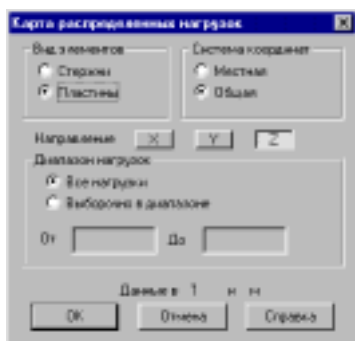 Карта распределенных нагрузок
Вид элементов
Система координат
Стержни
Местная
Пластины
Общая
Направление X Y Z
Диапазон нагрузок
Все нагрузки
Выборочно в диапазоне
От До
Данные в Т м
OK Отмена Справка